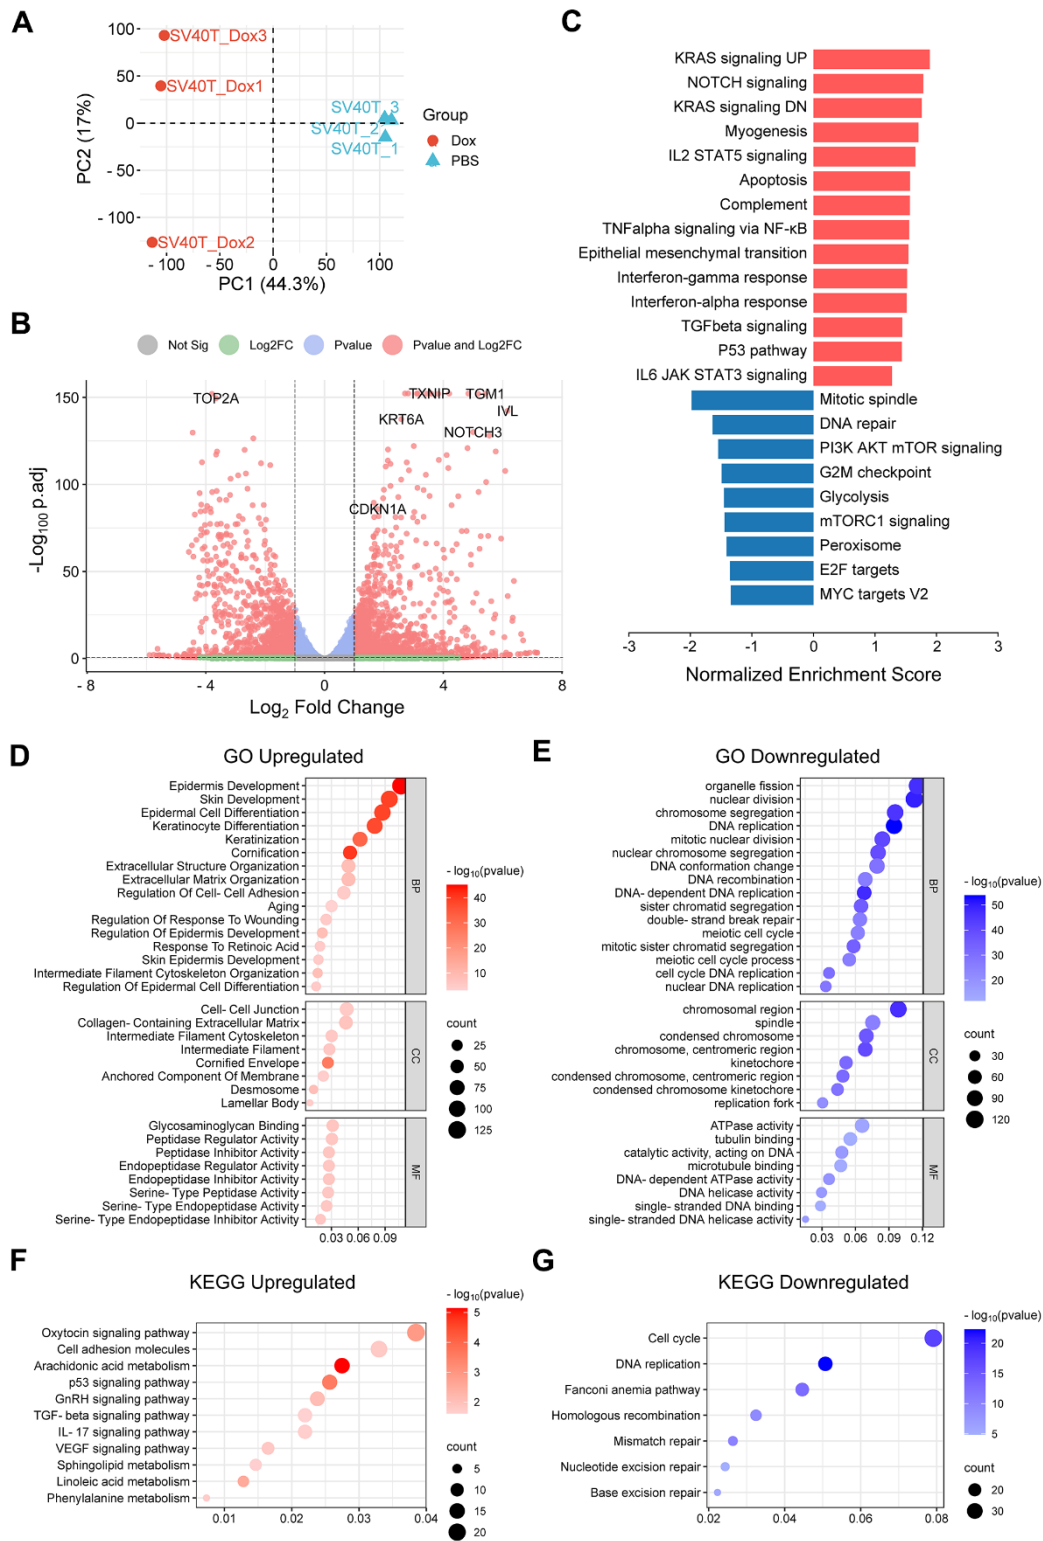 A
100
50
0
- 50
- 100
PC2 (17%)
SV40T_Dox3
SV40T_Dox1
SV40T_Dox2
SV40T_3
SV40T_2
SV40T_1
- 100
- 50
0
50
100
PC1 (44.3%)
Group
Dox
PBS
B
Not Sig
Log2FC
Pvalue
Pvalue and Log2FC
150
100
50
0
-Log100 p.adj
TOP2A
TXNIP
TGM1
IVL
KRT6A
NOTCH3
CDKN1A
- 8
- 4
0
4
8
Log2 Fold Change
C
KRAS signaling UP
NOTCH signaling
KRAS signaling DN
Myogenesis
IL2 STAT5 signaling
Apoptosis
Complement
TNFalpha signaling via NF-κB
Epithelial mesenchymal transition
Interferon-gamma response
Interferon-alpha response
TGFbeta signaling
P53 pathway
IL6 JAK STAT3 signaling
Mitotic spindle
DNA repair
PI3K AKT mTOR signaling
G2M checkpoint
Glycolysis
mTORC1 signaling
Peroxisome
E2F targets
MYC targets V2
-3
-2
-1
0
1
2
3
Normalized Enrichment Score
D
GO Upregulated
Epidermis Development
Skin Development
Epidermal Cell Differentiation
Keratinocyte Differentiation
Keratinization
Cornification
Extracellular Structure Organization
Extracellular Matrix Organization
Regulation Of Cell- Cell Adhesion
Aging
Regulation Of Response To Wounding
Regulation Of Epidermis Development
Response To Retinoic Acid
Skin Epidermis Development
Intermediate Filament Cytoskeleton Organization
Regulation Of Epidermal Cell Differentiation
BP
Cell- Cell Junction
Collagen- Containing Extracellular Matrix
Intermediate Filament Cytoskeleton
Intermediate Filament
Cornified Envelope
Anchored Component Of Membrane
Desmosome
Lamellar Body
CC
Glycosaminoglycan Binding
Peptidase Regulator Activity
Peptidase Inhibitor Activity
Endopeptidase Regulator Activity
Endopeptidase Inhibitor Activity
Serine- Type Peptidase Activity
Serine- Type Endopeptidase Activity
Serine- Type Endopeptidase Inhibitor Activity
MF
0.03 0.06 0.09
- log10(pvalue)
40
30
20
10
count
25
50
75
100
125
E
GO Downregulated
organelle fission
nuclear division
chromosome segregation
DNA replication
mitotic nuclear division
nuclear chromosome segregation
DNA conformation change
DNA recombination
DNA- dependent DNA replication
sister chromatid segregation
double- strand break repair
meiotic cell cycle
mitotic sister chromatid segregation
meiotic cell cycle process
cell cycle DNA replication
nuclear DNA replication
BP
chromosomal region
spindle
condensed chromosome
chromosome, centromeric region
kinetochore
condensed chromosome, centromeric region
condensed chromosome kinetochore
replication fork
CC
ATPase activity
tubulin binding
catalytic activity, acting on DNA
microtubule binding
DNA- dependent ATPase activity
DNA helicase activity
single- stranded DNA binding
single- stranded DNA helicase activity
MF
0.03 0.06 0.09 0.12
- log10(pvalue)
50
40
30
20
count
30
60
90
120
F
KEGG Upregulated
Oxytocin signaling pathway
Cell adhesion molecules
Arachidonic acid metabolism
p53 signaling pathway
GnRH signaling pathway
TGF- beta signaling pathway
IL- 17 signaling pathway
VEGF signaling pathway
Sphingolipid metabolism
Linoleic acid metabolism
Phenylalanine metabolism
0.01
0.02
0.03
0.04
- log10(pvalue)
5
4
3
2
count
5
10
15
20
G
KEGG Downregulated
Cell cycle
DNA replication
Fanconi anemia pathway
Homologous recombination
Mismatch repair
Nucleotide excision repair
Base excision repair
0.02
0.04
0.06
0.08
- log10(pvalue)
20
15
10
5
count
20
30